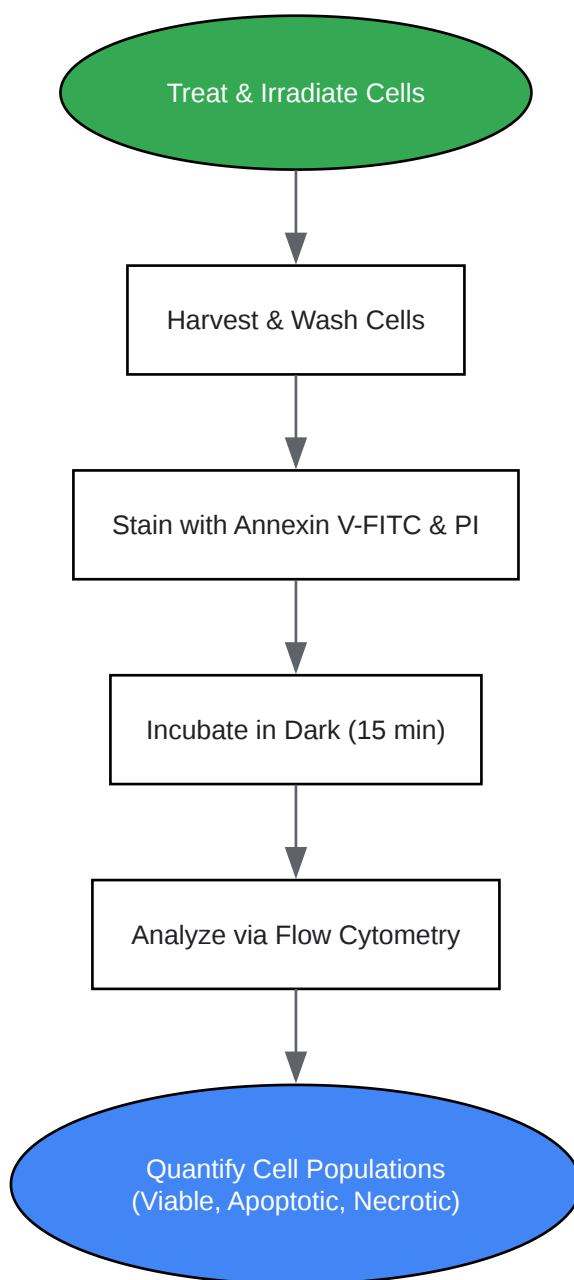 Treat & Irradiate Cells
Harvest & Wash Cells
Stain with Annexin V-FITC & PI
Incubate in Dark (15 min)
Analyze via Flow Cytometry
Quantify Cell Populations
(Viable, Apoptotic, Necrotic)